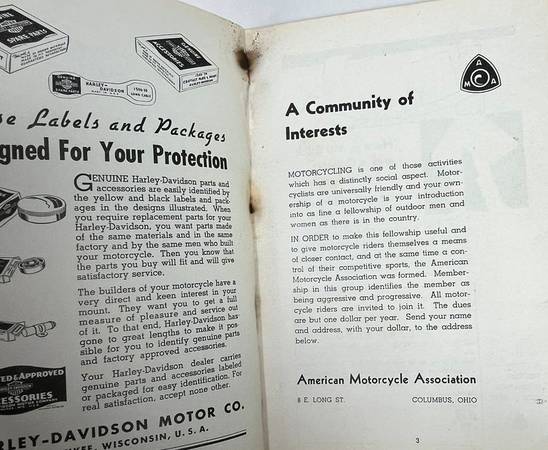 SPARE PARTS
GENUINE
HARLEY-DAVIDSON
se Labels and Packages
gned For Your Protection
GENUINE Harley-Davidson parts and
accessories are easily identified by
the yellow and black labels and pack-
ages in the designs illustrated. When
you require replacement parts for your
Harley-Davidson, you want parts made
of the same materials and in the same
factory and by the same men who built
your motorcycle. Then you know that
the parts you buy will fit and will give
satisfactory service.
The builders of your motorcycle have a
very direct and keen interest in your
mount. They want you to get a full
measure of pleasure and service out
of it. To that end, Harley-Davidson has
gone to great lengths to make it pos-
sible for you to identify genuine parts
and factory approved accessories.
Your Harley-Davidson dealer carries
genuine parts and accessories labeled
or packaged for easy identification. For
real satisfaction, accept none other.
TED & APPROVED
ESSORIES
RLEY-DAVIDSON MOTOR CO.
KEE, WISCONSIN, U. S. A.
A
M A
A Community of
Interests
MOTORCYCLING is one of those activities
which has a distinctly social aspect. Motor-
cyclists are universally friendly and your own-
ership of a motorcycle is your introduction
into as fine a fellowship of outdoor men and
women as there is in the country.
IN ORDER to make this fellowship useful and
to give motorcycle riders themselves a means
of closer contact, and at the same time a con-
trol of their competitive sports, the American
Motorcycle Association was formed. Member-
ship in this group identifies the member as
being aggressive and progressive. All motor-
cycle riders are invited to join it. The dues
are but one dollar per year. Send your name
and address, with your dollar, to the address
below.
American Motorcycle Association
8 E. LONG ST. COLUMBUS, OHIO
3